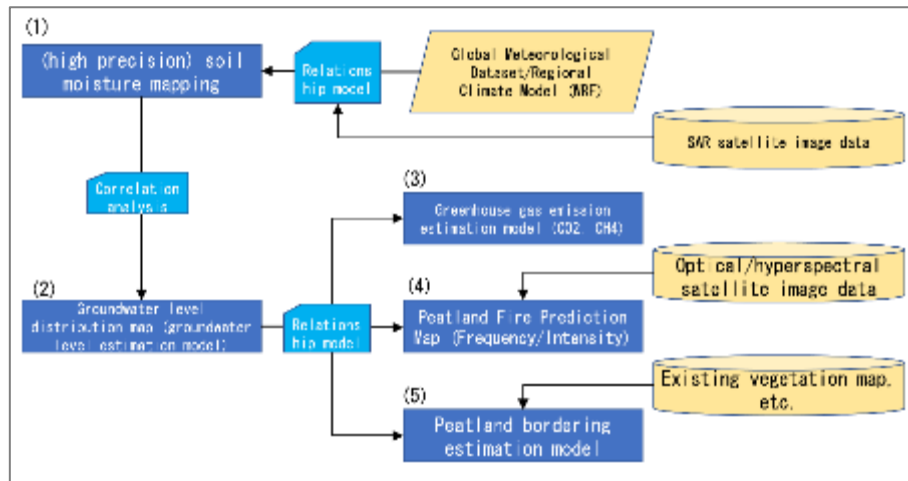 (1)
(high precision) soil
moisture mapping
Relations
hip model
Global Meteorological
Dataset/Regional
Climate Model (WRF)
SAR satellite image data
Correlation
analysis
(3)
Greenhouse gas emission
estimation model (CO2, CH4)
(2)
Groundwater level
distribution map (groundwater
level estimation model)
Relations
hip model
(4)
Peatland Fire Prediction
Map (Frequency/Intensity)
Optical/hyperspectral
satellite image data
(5)
Peatland bordering
estimation model
Existing vegetation map,
etc.